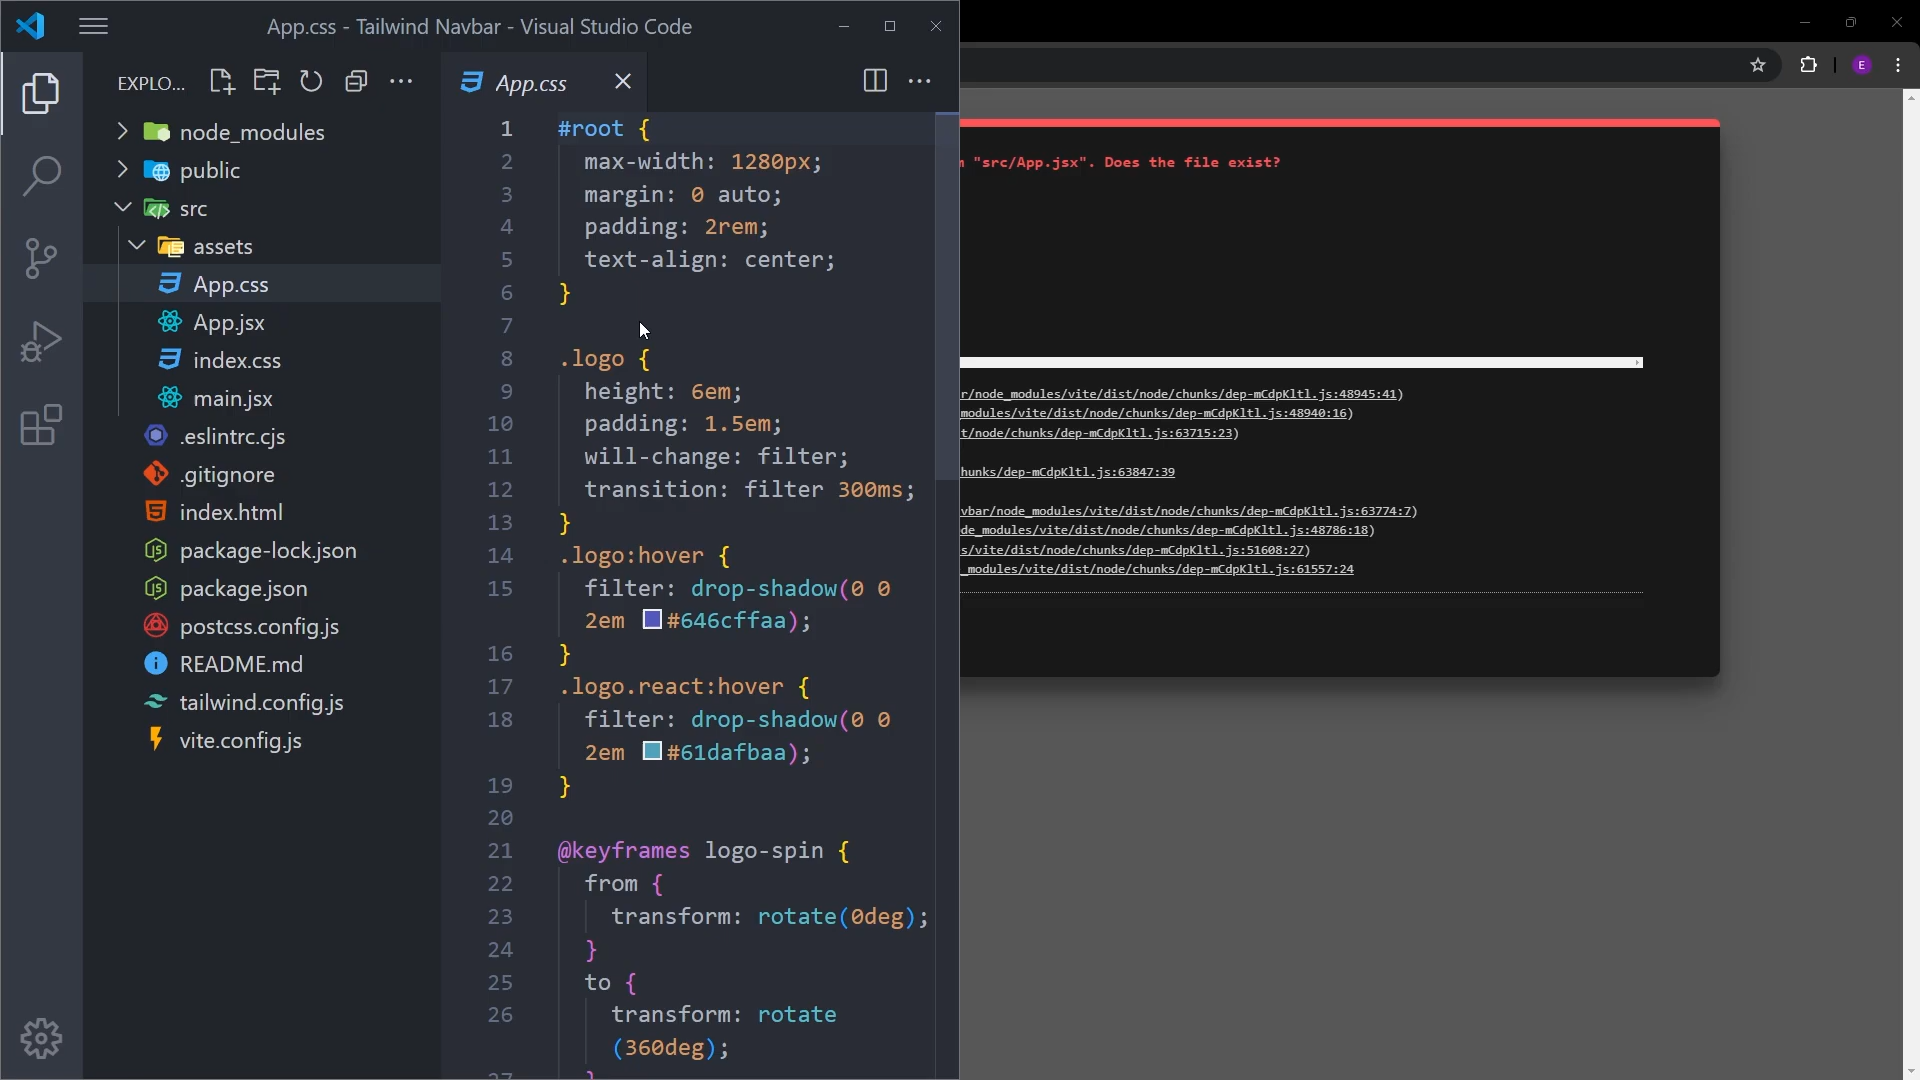 App.css - Tailwind Navbar - Visual Studio Code
EXPLO...
node_modules
public
src
assets
App.css
App.jsx
index.css
main.jsx
.eslintrc.cjs
.gitignore
index.html
package-lock.json
package.json
postcss.config.js
README.md
tailwind.config.js
vite.config.js
App.css
1 #root {
2 max-width: 1280px;
3 margin: 0 auto;
4 padding: 2rem;
5 text-align: center;
6 }
7
8 .logo {
9 height: 6em;
10 padding: 1.5em;
11 will-change: filter;
12 transition: filter 300ms;
13 }
14 .logo:hover {
15 filter: drop-shadow(0 0
2em #646cffaa);
16 }
17 .logo.react:hover {
18 filter: drop-shadow(0 0
2em #61dafbaa);
19 }
20
21 @keyframes logo-spin {
22 from {
23 transform: rotate(0deg);
24 }
25 to {
26 transform: rotate
(360deg);
27 }
E
"src/App.jsx". Does the file exist?
r/node_modules/vite/dist/node/chunks/dep-mCdpKltl.js:48945:41)
modules/vite/dist/node/chunks/dep-mCdpKltl.js:48940:16)
t/node/chunks/dep-mCdpKltl.js:63715:23)
hunks/dep-mCdpKltl.js:63847:39
vbar/node_modules/vite/dist/node/chunks/dep-mCdpKltl.js:63774:7)
de_modules/vite/dist/node/chunks/dep-mCdpKltl.js:48786:18)
s/vite/dist/node/chunks/dep-mCdpKltl.js:51608:27)
_modules/vite/dist/node/chunks/dep-mCdpKltl.js:61557:24